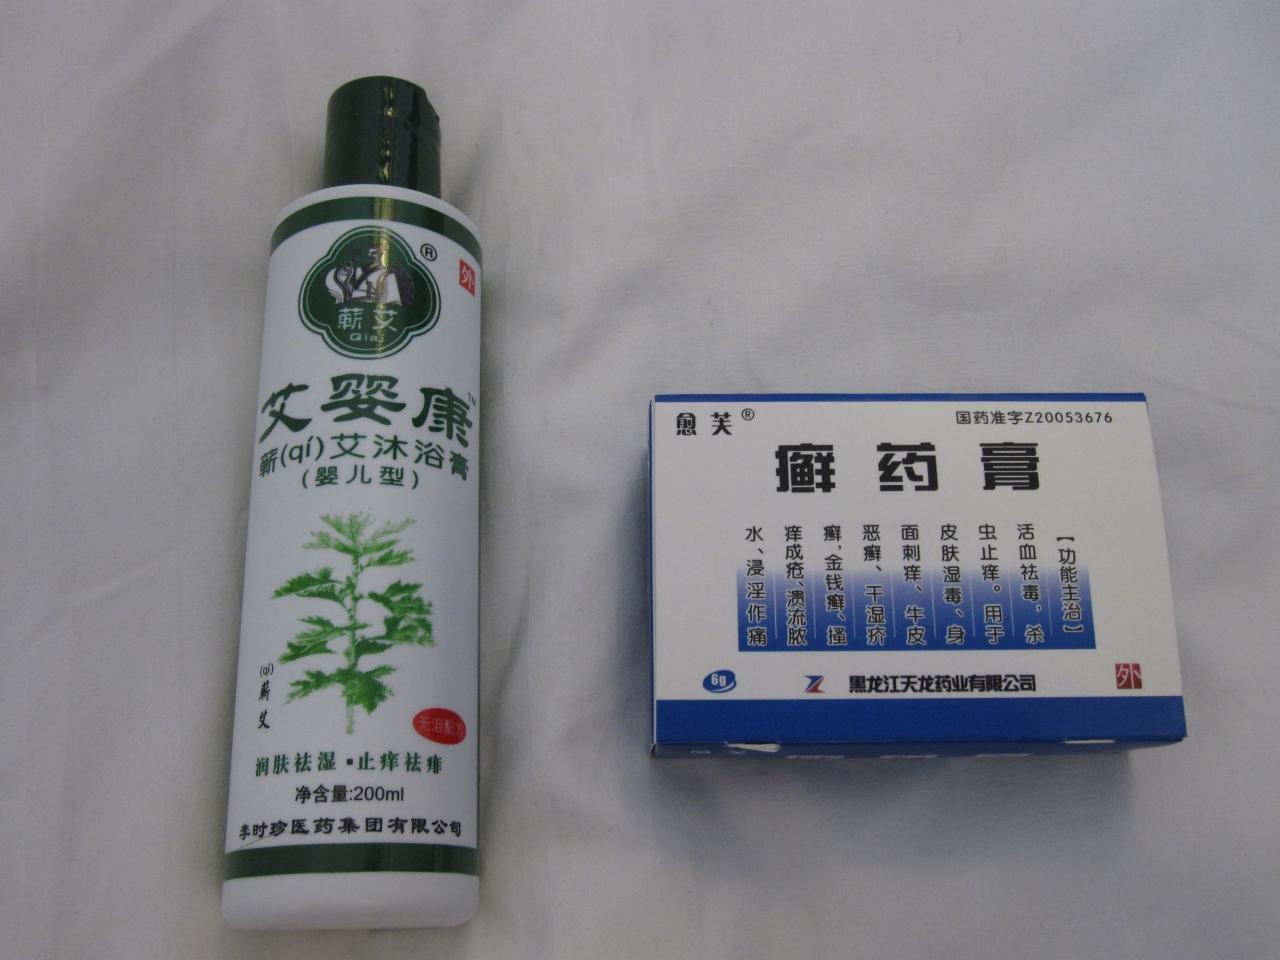 蕲艾
Qiai
®
外
艾婴康™
蕲(qí)艾沐浴膏
(婴儿型)
(qí)
蕲艾
无泪配方
润肤祛湿·止痒祛痱
净含量:200ml
李时珍医药集团有限公司
愈芙®
国药准字Z20053676
癣药膏
【功能主治】
活血祛毒，杀
虫止痒。用于
皮肤湿毒、身
面刺痒、牛皮
恶癣、干湿疥
癣，金钱癣、搔
痒成疮、溃流脓
水、浸淫作痛
6g
黑龙江天龙药业有限公司
外